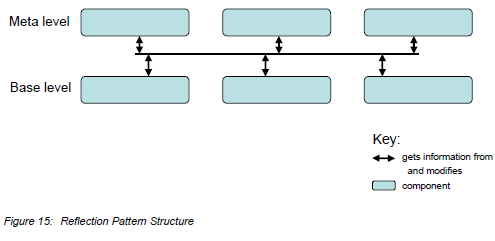 Meta level
Base level
Key:
gets information from
and modifies
component
Figure 15: Reflection Pattern Structure